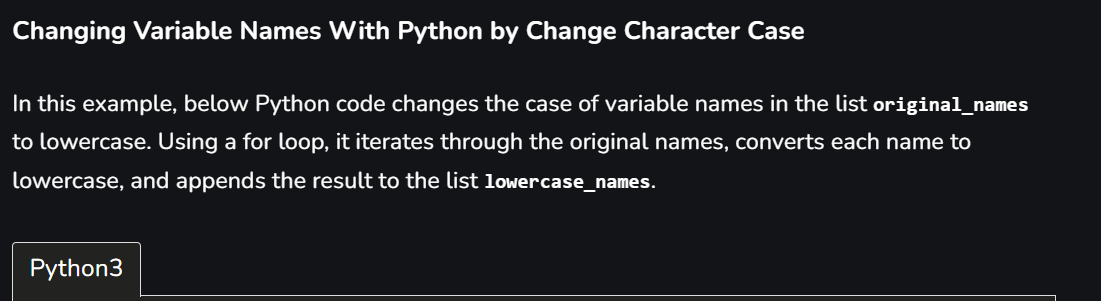 Changing Variable Names With Python by Change Character Case
In this example, below Python code changes the case of variable names in the list original_names
to lowercase. Using a for loop, it iterates through the original names, converts each name to
lowercase, and appends the result to the list lowercase_names.
Python3